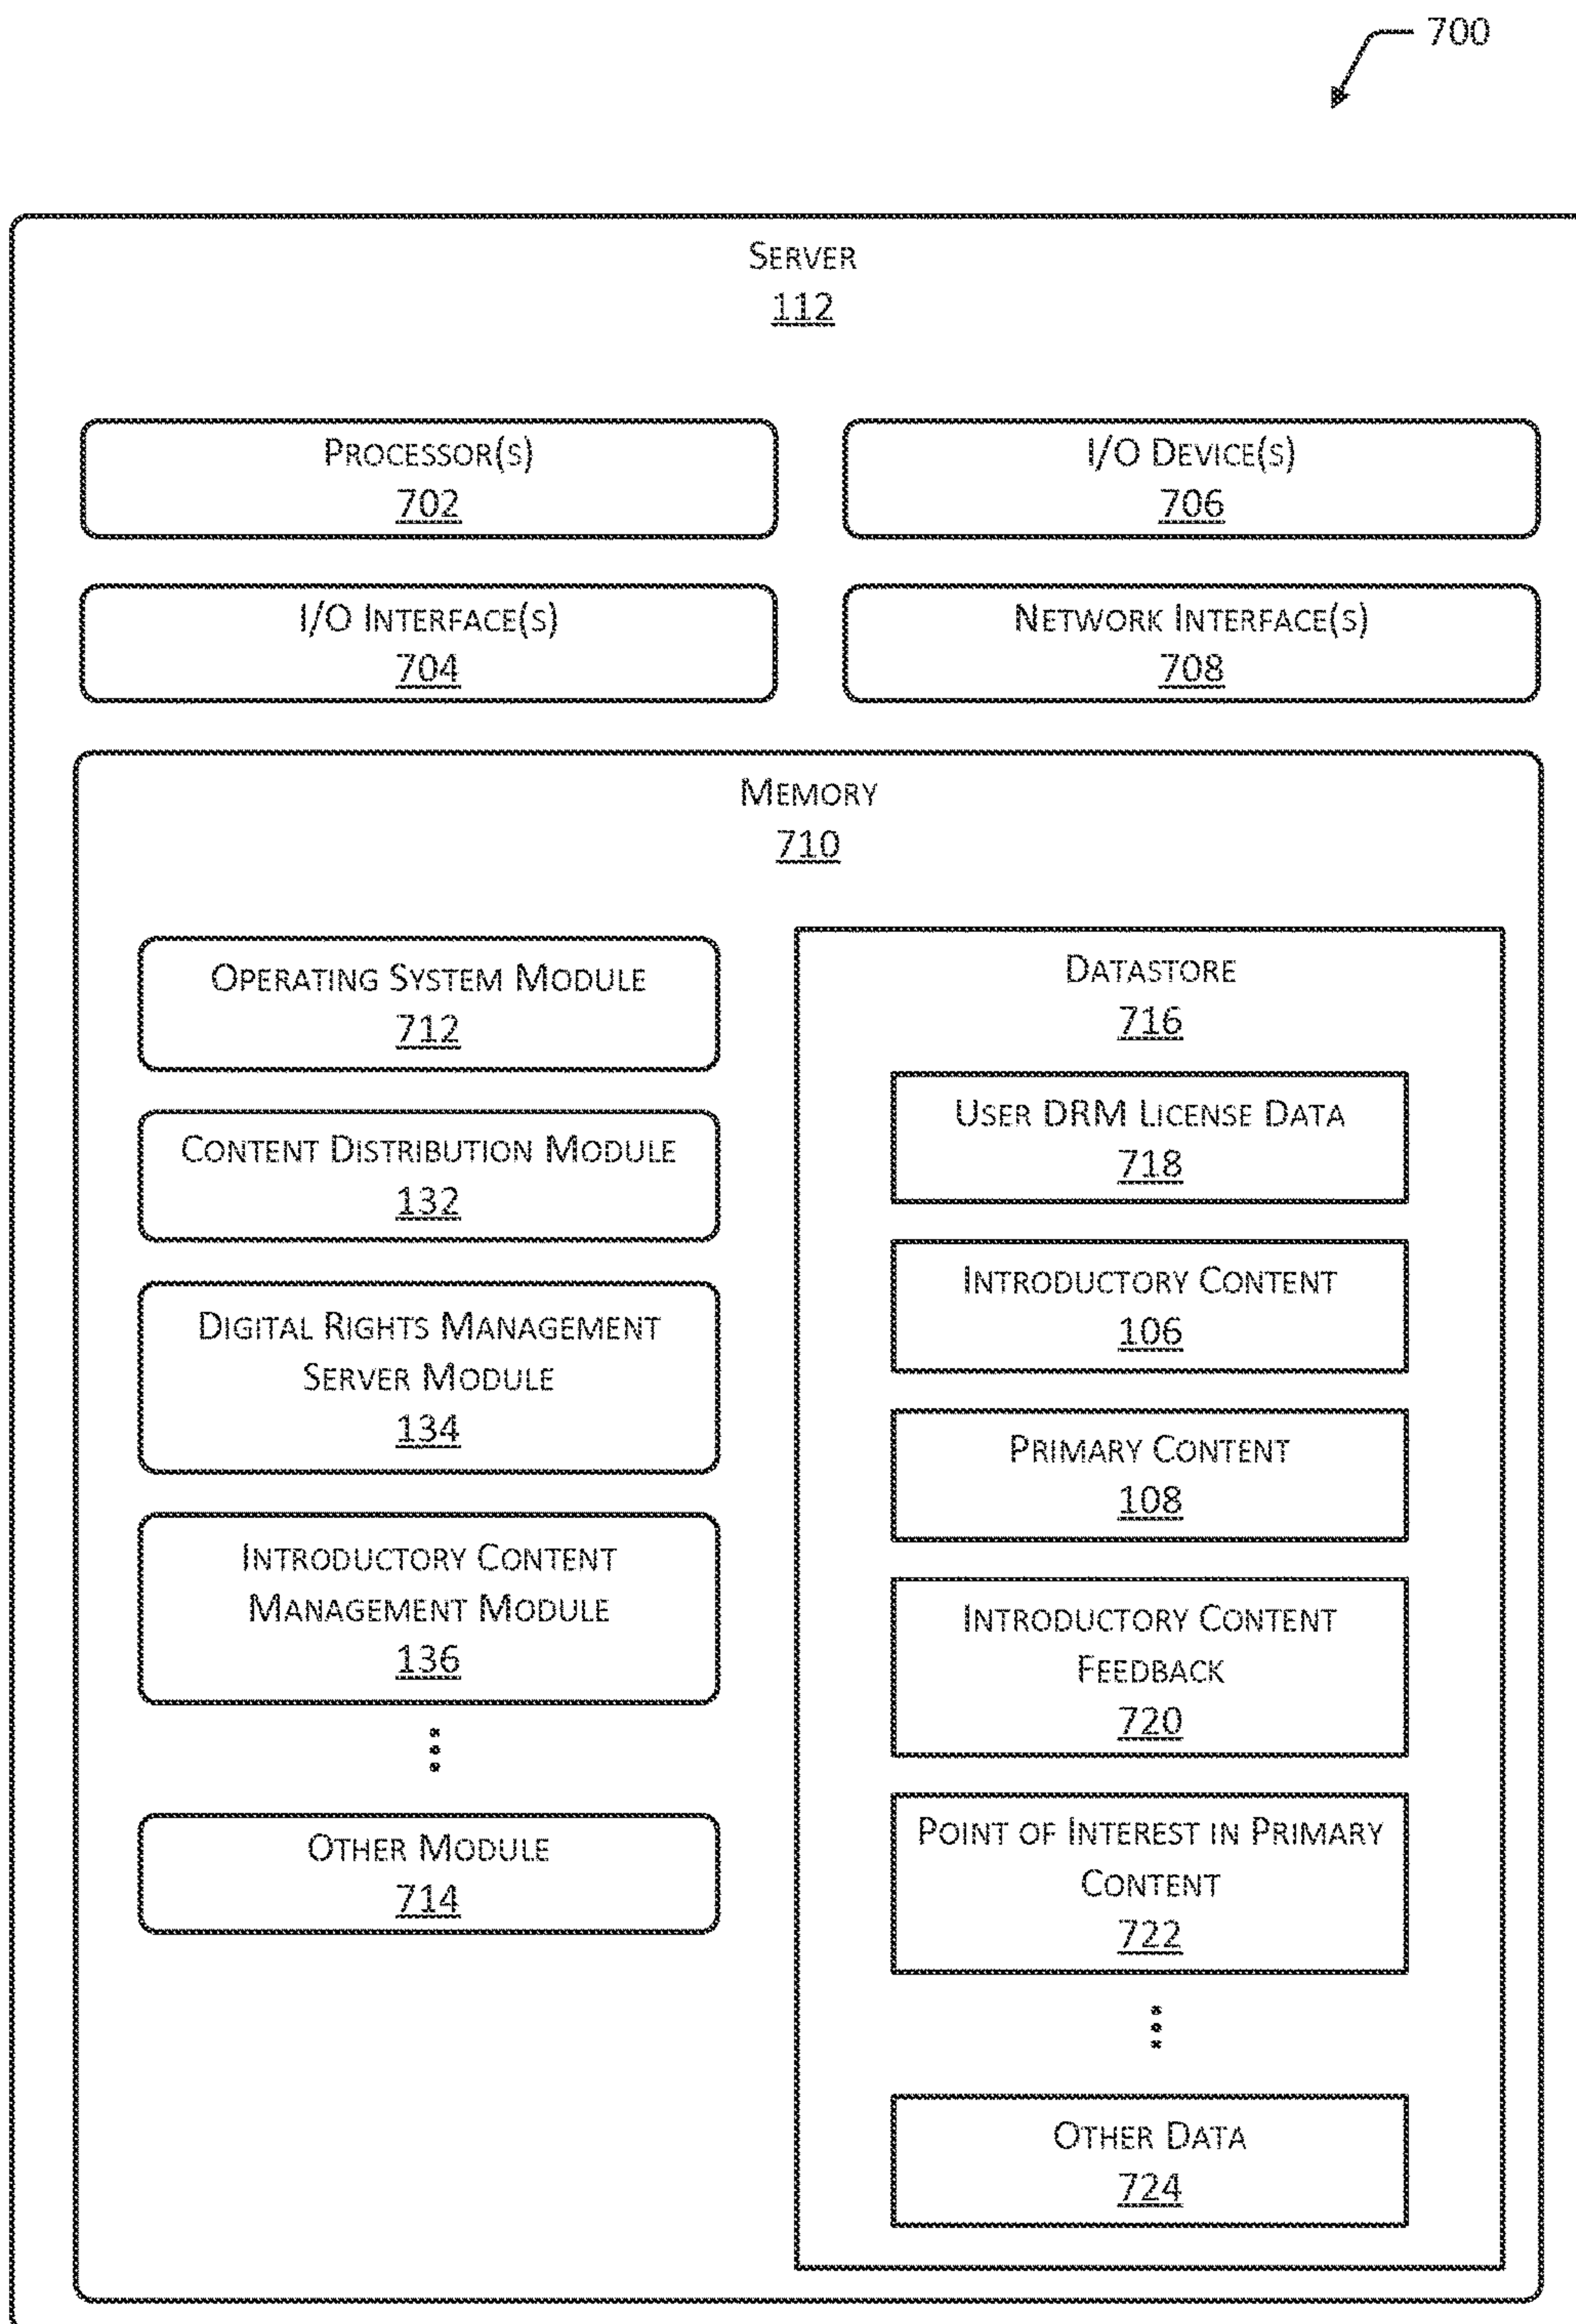 700
SERVER
112
PROCESSOR(S)
702
I/O DEVICE(S)
706
I/O INTERFACE(S)
704
NETWORK INTERFACE(S)
708
MEMORY
710
OPERATING SYSTEM MODULE
712
CONTENT DISTRIBUTION MODULE
132
DIGITAL RIGHTS MANAGEMENT
SERVER MODULE
134
INTRODUCTORY CONTENT
MANAGEMENT MODULE
136
OTHER MODULE
714
DATASTORE
716
USER DRM LICENSE DATA
718
INTRODUCTORY CONTENT
106
PRIMARY CONTENT
108
INTRODUCTORY CONTENT
FEEDBACK
720
POINT OF INTEREST IN PRIMARY
CONTENT
722
OTHER DATA
724